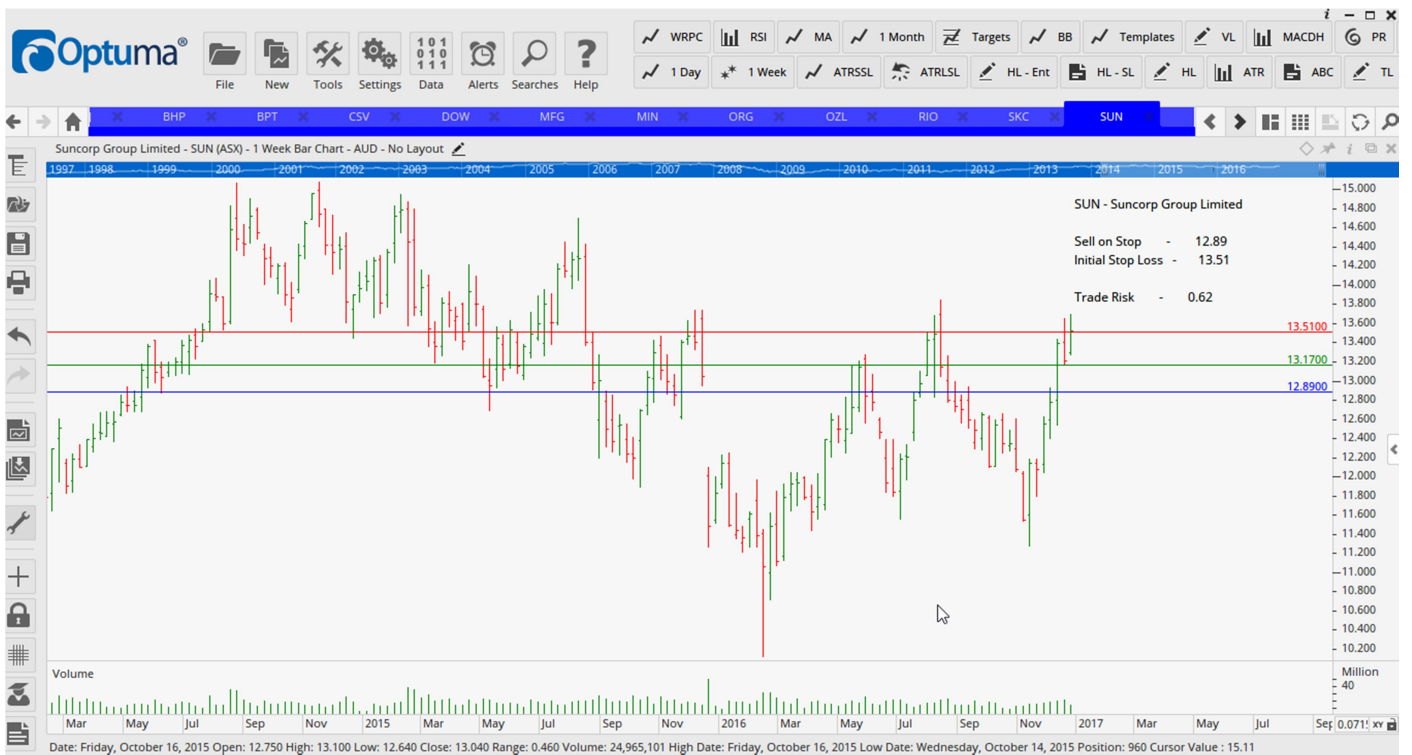 i
Optuma®
WRPC RSI MA 1 Month Targets BB Templates VL MACDH PR
1 Day 1 Week ATRSSL ATRLSL HL - Ent HL - SL HL ATR ABC TL
101
010
111
File New Tools Settings Data Alerts Searches Help
BHP BPT CSV DOW MFG MIN ORG OZL RIO SKC SUN
Suncorp Group Limited - SUN (ASX) - 1 Week Bar Chart - AUD - No Layout
1997 1998 1999 2000 2001 2002 2003 2004 2005 2006 2007 2008 2009 2010 2011 2012 2013 2014 2015 2016
SUN - Suncorp Group Limited
Sell on Stop - 12.89
Initial Stop Loss - 13.51
Trade Risk - 0.62
13.5100
13.1700
12.8900
15.000
14.800
14.600
14.400
14.200
14.000
13.800
13.600
13.400
13.200
13.000
12.800
12.600
12.400
12.200
12.000
11.800
11.600
11.400
11.200
11.000
10.800
10.600
10.400
10.200
Volume
Million
40
Mar May Jul Sep Nov 2015 Mar May Jul Sep Nov 2016 Mar May Jul Sep Nov 2017 Mar May Jul XY
Date: Friday, October 16, 2015 Open: 12.750 High: 13.100 Low: 12.640 Close: 13.040 Range: 0.460 Volume: 24,965,101 High Date: Friday, October 16, 2015 Low Date: Wednesday, October 14, 2015 Position: 960 Cursor Value : 15.11